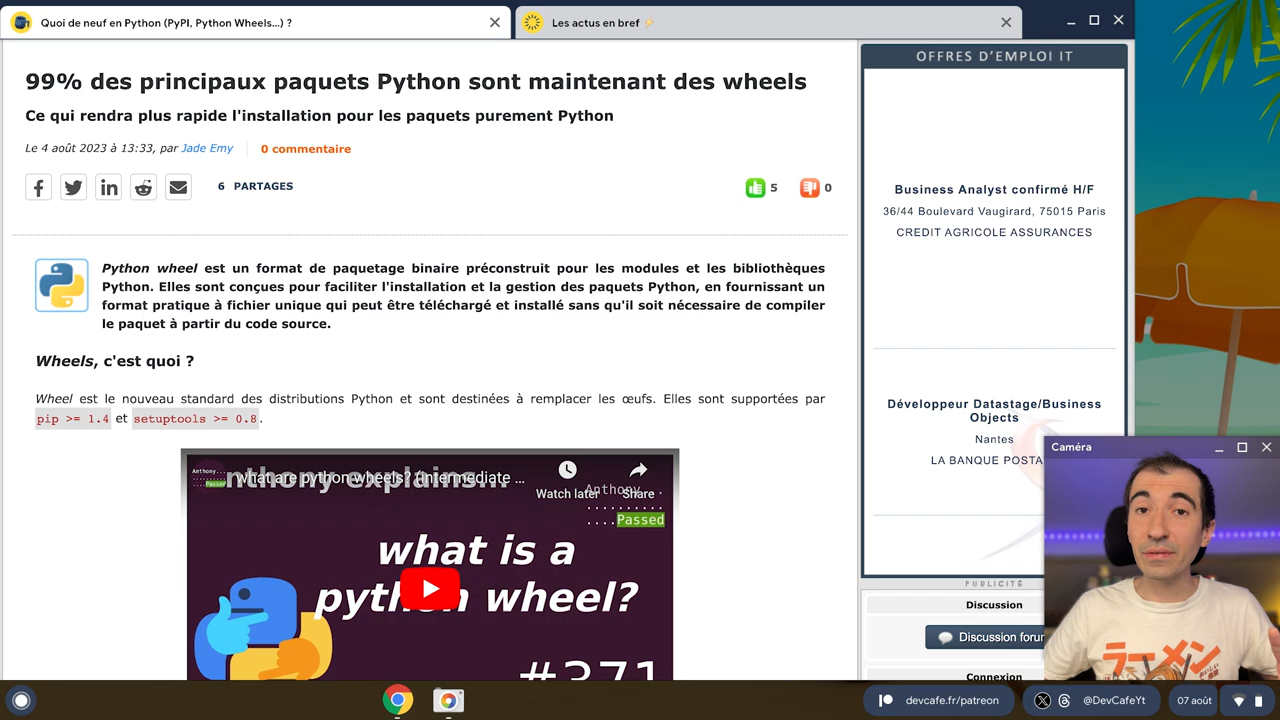 Quoi de neuf en Python (PyPI, Python Wheels...) ?
Les actus en bref ⚡
99% des principaux paquets Python sont maintenant des wheels
Ce qui rendra plus rapide l'installation pour les paquets purement Python
Le 4 août 2023 à 13:33, par Jade Emy
0 commentaire
6 PARTAGES
5
0
Python wheel est un format de paquetage binaire préconstruit pour les modules et les bibliothèques
Python. Elles sont conçues pour faciliter l'installation et la gestion des paquets Python, en fournissant un
format pratique à fichier unique qui peut être téléchargé et installé sans qu'il soit nécessaire de compiler
le paquet à partir du code source.
Wheels, c'est quoi ?
Wheel est le nouveau standard des distributions Python et sont destinées à remplacer les œufs. Elles sont supportées par
pip >= 1.4 et setuptools >= 0.8.
nthony explains...
what are python wheels? (intermediate ...
Watch later
Share
Anthony
Passed
what is a
python wheel?
#371
OFFRES D'EMPLOI IT
Business Analyst confirmé H/F
36/44 Boulevard Vaugirard, 75015 Paris
CREDIT AGRICOLE ASSURANCES
Développeur Datastage/Business
Objects
Nantes
LA BANQUE POSTA
PUBLICITÉ
Discussion
Discussion forum
Connexion
Caméra
ラーメン
devcafe.fr/patreon
@DevCafeYt
07 août